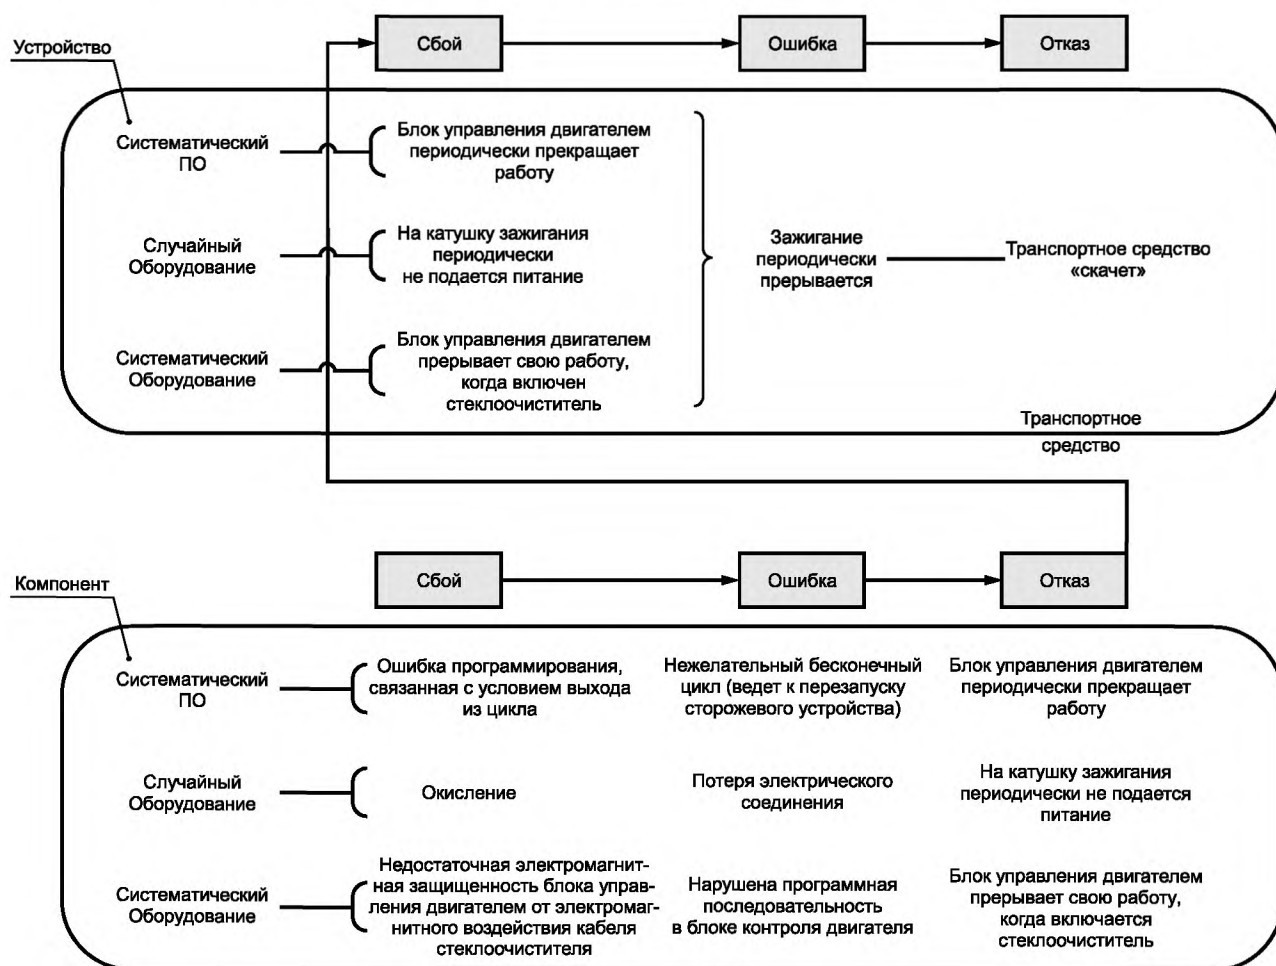 Устройство
Сбой
Ошибка
Отказ
Систематический
ПО
Блок управления двигателем
периодически прекращает
работу
Случайный
Оборудование
На катушку зажигания
периодически
не подается питание
Зажигание
периодически
прерывается
Транспортное средство
«скачет»
Систематический
Оборудование
Блок управления двигателем
прерывает свою работу,
когда включен
стеклоочиститель
Транспортное
средство
Компонент
Сбой
Ошибка
Отказ
Систематический
ПО
Ошибка программирования,
связанная с условием выхода
из цикла
Нежелательный бесконечный
цикл (ведет к перезапуску
сторожевого устройства)
Блок управления двигателем
периодически прекращает
работу
Случайный
Оборудование
Окисление
Потеря электрического
соединения
На катушку зажигания
периодически не подается
питание
Систематический
Оборудование
Недостаточная электромагнит-
ная защищенность блока управ-
ления двигателем от электромаг-
нитного воздействия кабеля
стеклоочистителя
Нарушена программная
последовательность
в блоке контроля двигателя
Блок управления двигателем
прерывает свою работу,
когда включается
стеклоочиститель